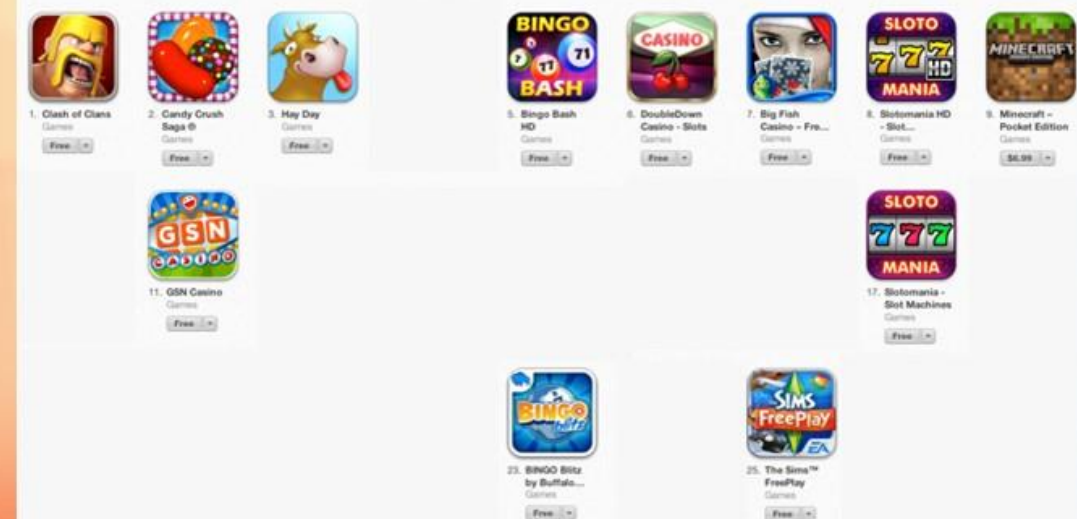 BINGO
7 77 71
BASH
CASINO
SLOTO
777
HD
MANIA
MINECRAFT
1. Clash of Clans
Games
Free
2. Candy Crush
Saga ®
Games
Free
3. Hay Day
Games
Free
5. Bingo Bash
HD
Games
Free
6. DoubleDown
Casino - Slots
Games
Free
7. Big Fish
Casino – Fre...
Games
Free
8. Slotomania HD
- Slot...
Games
Free
9. Minecraft –
Pocket Edition
Games
$6.99
GSN
CASINO
11. GSN Casino
Games
Free
SLOTO
777
MANIA
17. Slotomania -
Slot Machines
Games
Free
BINGO
blitz
23. BINGO Blitz
by Buffalo...
Games
Free
THE
SIMS
FreePlay
EA
25. The Sims™
FreePlay
Games
Free